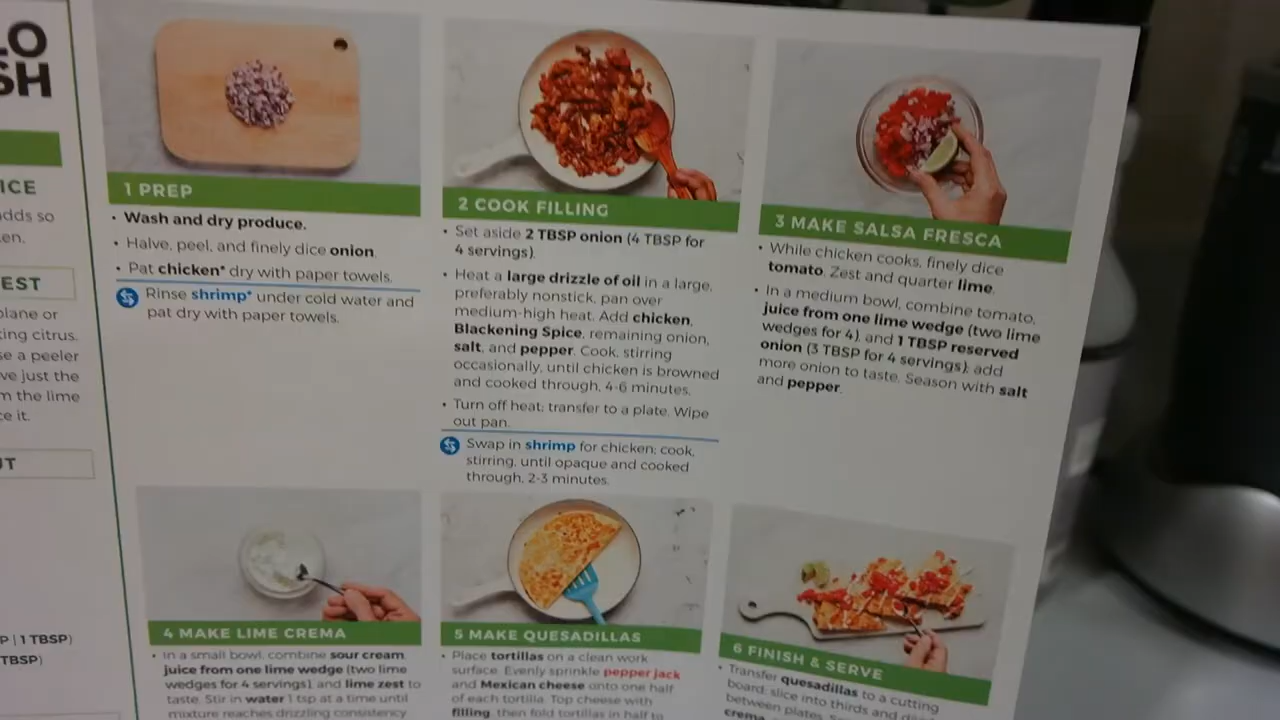 LO
SH
ICE
adds so
en.
EST
plane or
ting citrus.
se a peeler
ve just the
m the lime
ce it.
UT
P | 1 TBSP)
TBSP)
1 PREP
• Wash and dry produce.
• Halve, peel, and finely dice onion.
• Pat chicken* dry with paper towels.
Rinse shrimp* under cold water and
pat dry with paper towels.
2 COOK FILLING
• Set aside 2 TBSP onion (4 TBSP for
4 servings).
• Heat a large drizzle of oil in a large,
preferably nonstick, pan over
medium-high heat. Add chicken,
Blackening Spice, remaining onion,
salt, and pepper. Cook, stirring
occasionally, until chicken is browned
and cooked through, 4-6 minutes.
• Turn off heat; transfer to a plate. Wipe
out pan.
Swap in shrimp for chicken; cook,
stirring, until opaque and cooked
through, 2-3 minutes.
3 MAKE SALSA FRESCA
• While chicken cooks, finely dice
tomato. Zest and quarter lime.
• In a medium bowl, combine tomato,
juice from one lime wedge (two lime
wedges for 4), and 1 TBSP reserved
onion (3 TBSP for 4 servings); add
more onion to taste. Season with salt
and pepper.
4 MAKE LIME CREMA
• In a small bowl, combine sour cream,
juice from one lime wedge (two lime
wedges for 4 servings), and lime zest to
taste. Stir in water 1 tsp at a time until
mixture reaches drizzling consistency
5 MAKE QUESADILLAS
• Place tortillas on a clean work
surface. Evenly sprinkle pepper jack
and Mexican cheese onto one half
of each tortilla. Top cheese with
filling, then fold tortillas in half to
6 FINISH & SERVE
• Transfer quesadillas to a cutting
board; slice into thirds and
between plates.
crema,